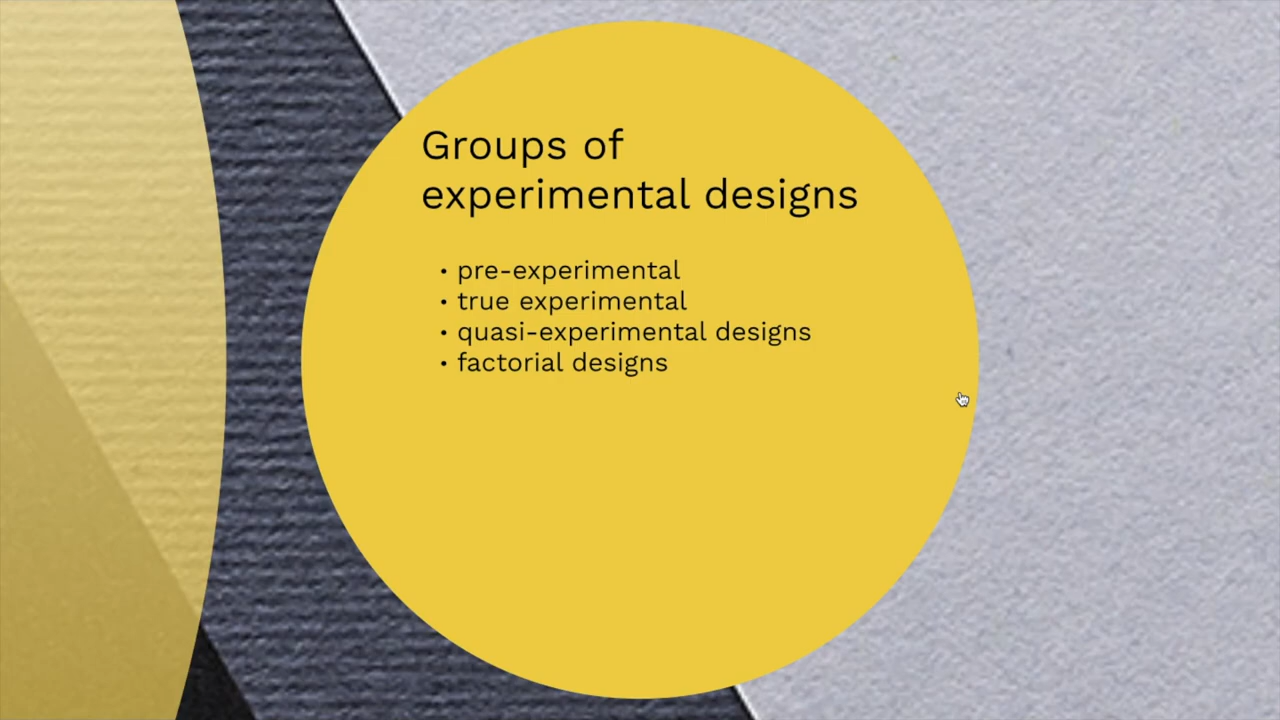 Groups of
experimental designs
• pre-experimental
• true experimental
• quasi-experimental designs
• factorial designs